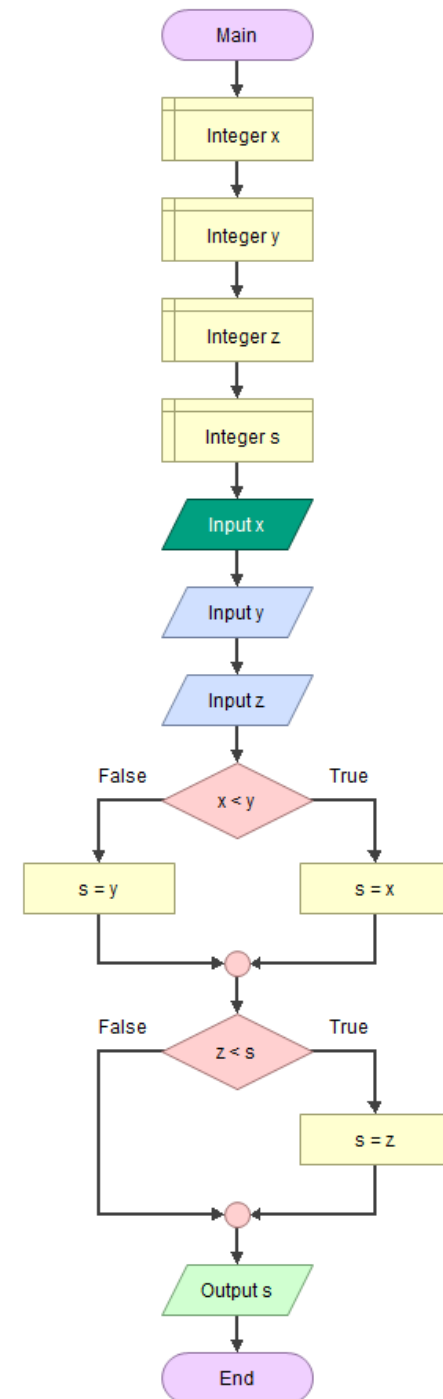 Main
Integer x
Integer y
Integer z
Integer s
Input x
Input y
Input z
False
True
x < y
s = y
s = x
False
True
z < s
s = z
Output s
End